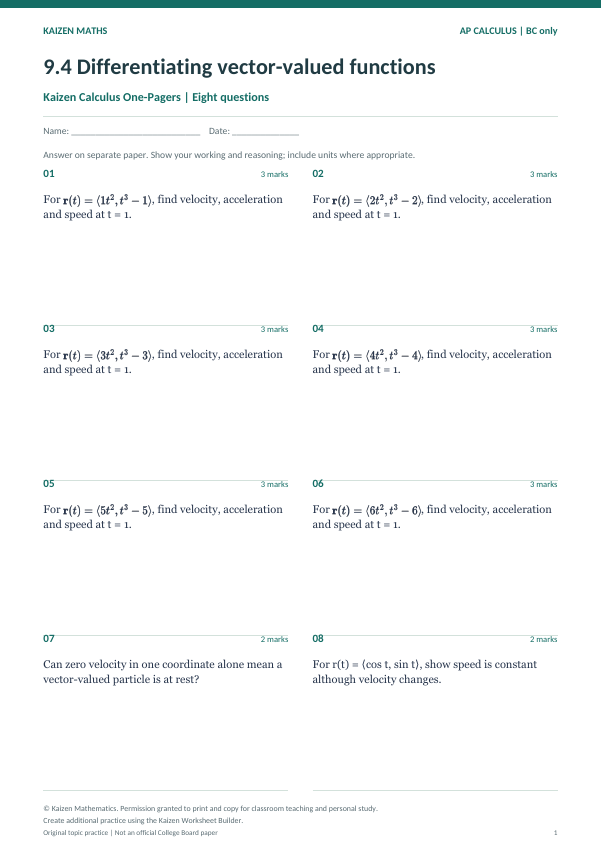 KAIZEN MATHS
AP CALCULUS | BC only
9.4 Differentiating vector-valued functions
Kaizen Calculus One-Pagers | Eight questions
Name: ___________________________ Date: ______________
Answer on separate paper. Show your working and reasoning; include units where appropriate.
01 3 marks
For r(t) = ⟨1t², t³ − 1⟩, find velocity, acceleration
and speed at t = 1.
02 3 marks
For r(t) = ⟨2t², t³ − 2⟩, find velocity, acceleration
and speed at t = 1.
03 3 marks
For r(t) = ⟨3t², t³ − 3⟩, find velocity, acceleration
and speed at t = 1.
04 3 marks
For r(t) = ⟨4t², t³ − 4⟩, find velocity, acceleration
and speed at t = 1.
05 3 marks
For r(t) = ⟨5t², t³ − 5⟩, find velocity, acceleration
and speed at t = 1.
06 3 marks
For r(t) = ⟨6t², t³ − 6⟩, find velocity, acceleration
and speed at t = 1.
07 2 marks
Can zero velocity in one coordinate alone mean a
vector-valued particle is at rest?
08 2 marks
For r(t) = ⟨cos t, sin t⟩, show speed is constant
although velocity changes.
© Kaizen Mathematics. Permission granted to print and copy for classroom teaching and personal study.
Create additional practice using the Kaizen Worksheet Builder.
Original topic practice | Not an official College Board paper
1